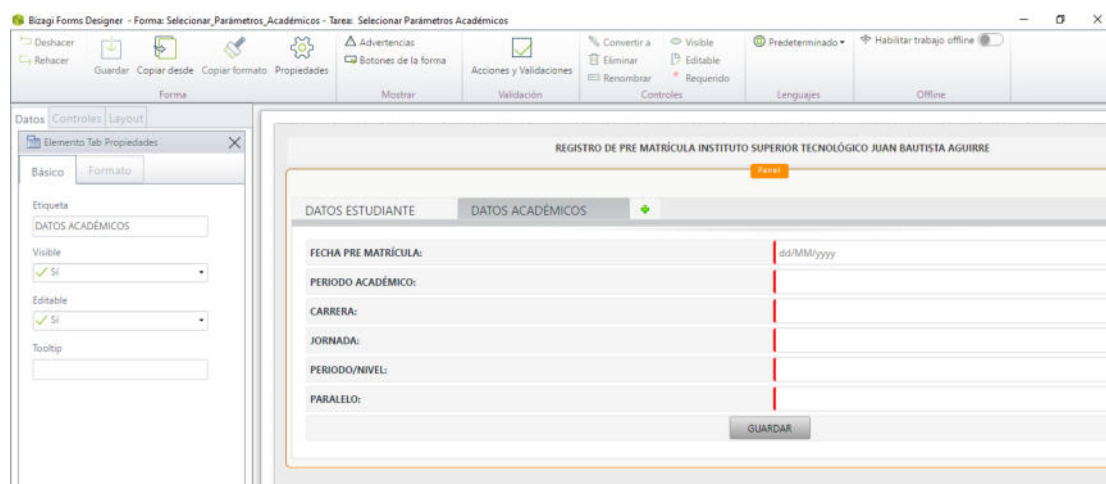 Bizagi Forms Designer - Forma: Selecionar_Parámetros_Académicos - Tarea: Selecionar Parámetros Académicos
Deshacer
Rehacer
Guardar Copiar desde Copiar formato Propiedades
Forma
Advertencias
Botones de la forma
Mostrar
Acciones y Validaciones
Validación
Convertir a
Eliminar
Renombrar
Visible
Editable
Requerido
Controles
Predeterminado
Lenguajes
Habilitar trabajo offline
Offline
Datos Controles Layout
Elemento Tab Propiedades
Básico Formato
Etiqueta
DATOS ACADÉMICOS
Visible
Sí
Editable
Sí
Tooltip
REGISTRO DE PRE MATRÍCULA INSTITUTO SUPERIOR TECNOLÓGICO JUAN BAUTISTA AGUIRRE
Panel
DATOS ESTUDIANTE DATOS ACADÉMICOS
FECHA PRE MATRÍCULA: dd/MM/yyyy
PERIODO ACADÉMICO:
CARRERA:
JORNADA:
PERIODO/NIVEL:
PARALELO:
GUARDAR